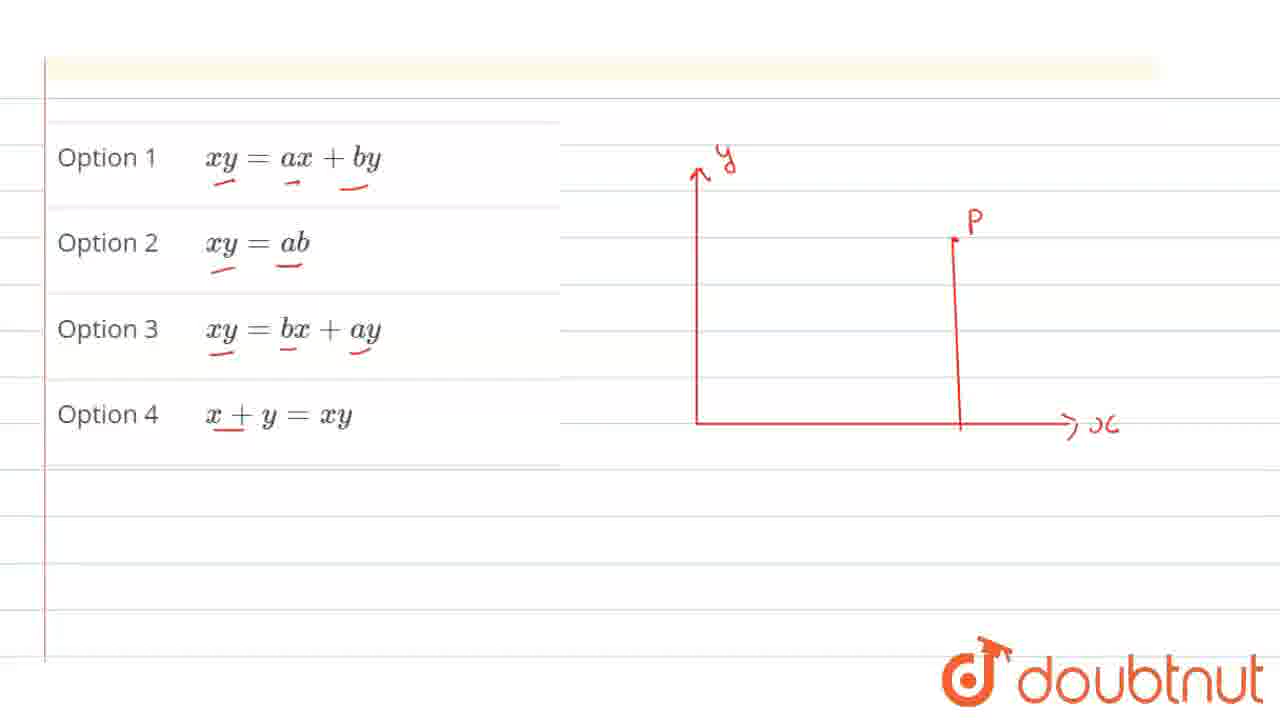 Option 1 xy = ax + by
Option 2 xy = ab
Option 3 xy = bx + ay
Option 4 x + y = xy
y
P
x
doubtnut